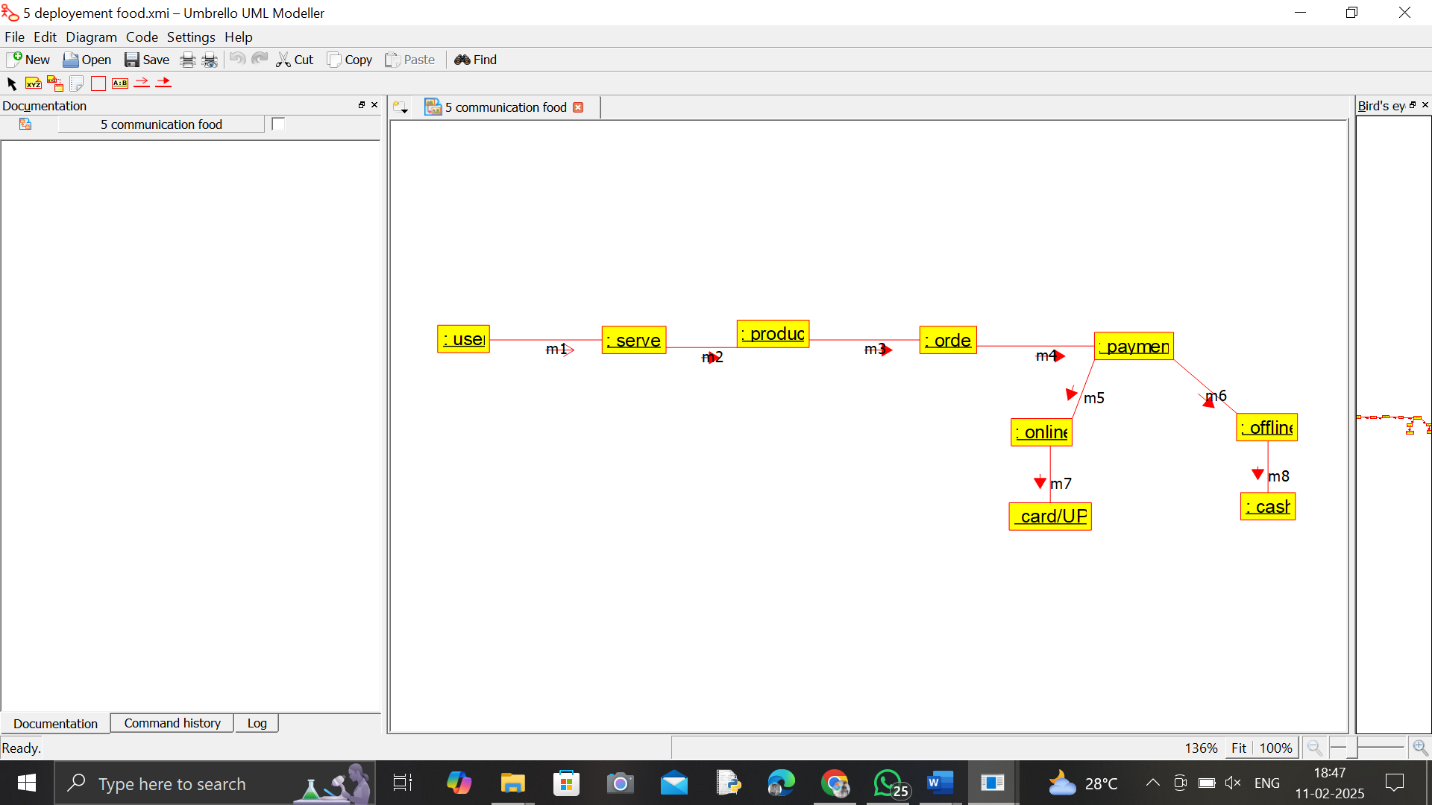 5 deployement food.xmi – Umbrello UML Modeller
File Edit Diagram Code Settings Help
New Open Save Cut Copy Paste Find
XYZ A:B
Documentation
5 communication food
5 communication food
Bird's ey
: user
: serve
: produc
: orde
: paymen
m1
m2
m3
m4
m5
m6
: online
: offline
m7
m8
card/UP
: cash
Documentation Command history Log
Ready.
136% Fit 100%
Type here to search
25
28°C
ENG
18:47
11-02-2025